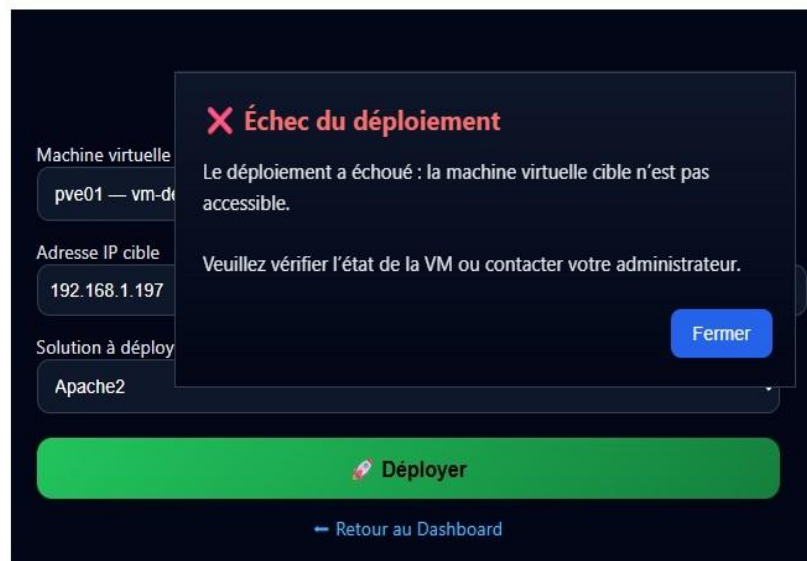 ❌ Échec du déploiement
Le déploiement a échoué : la machine virtuelle cible n’est pas
accessible.
Veuillez vérifier l’état de la VM ou contacter votre administrateur.
Fermer
Machine virtuelle
pve01 — vm-de
Adresse IP cible
192.168.1.197
Solution à déploy
Apache2
🚀 Déployer
⬅ Retour au Dashboard